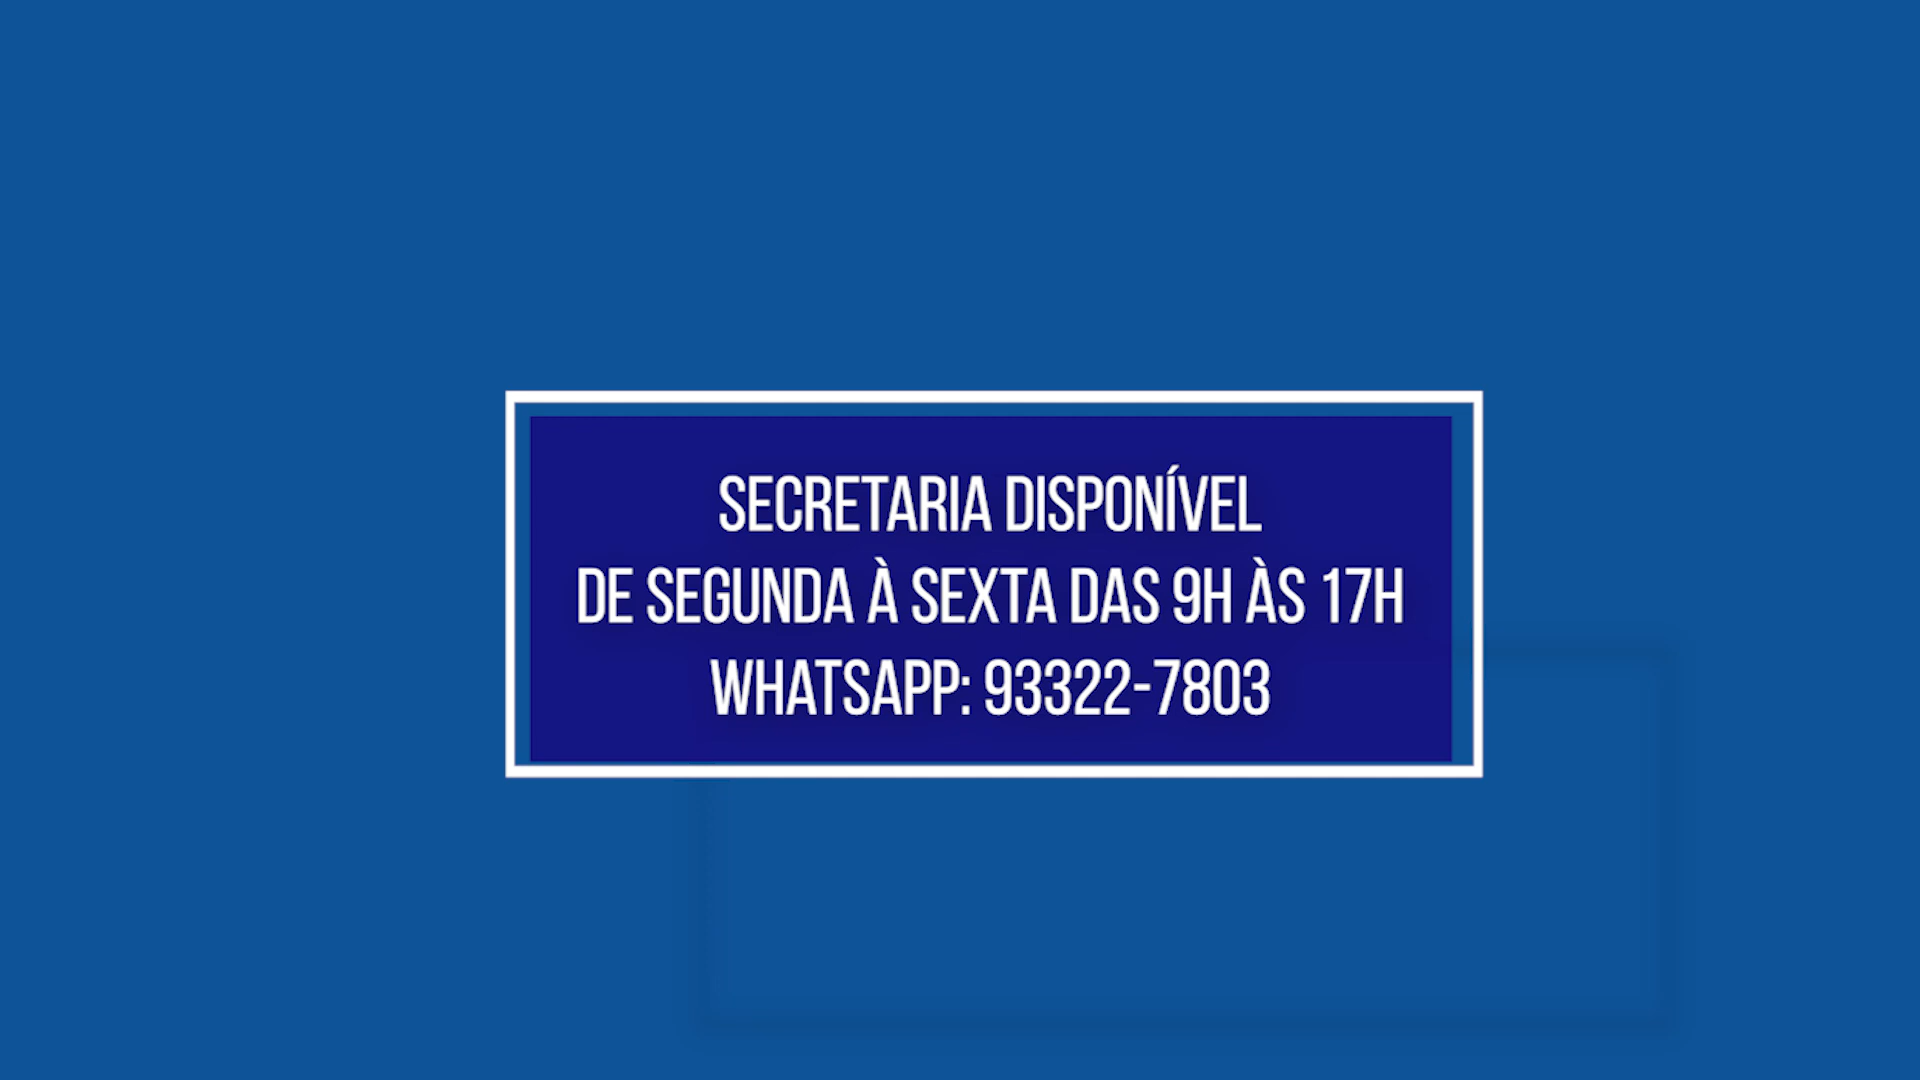 SECRETARIA DISPONÍVEL
DE SEGUNDA À SEXTA DAS 9H ÀS 17H
WHATSAPP: 93322-7803